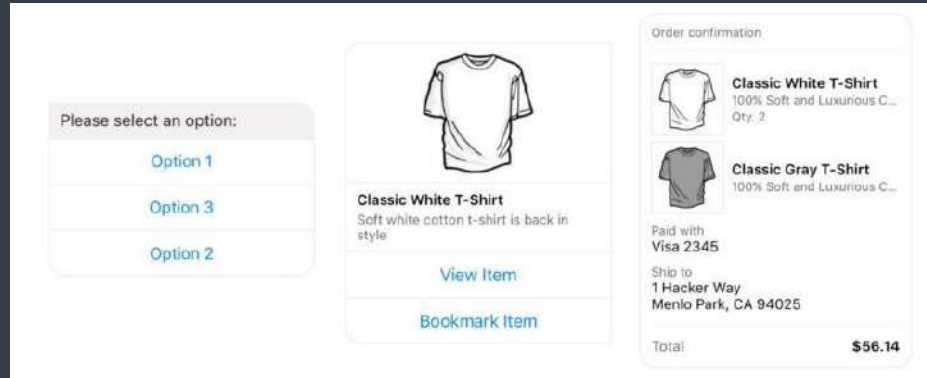 Please select an option:
Option 1
Option 3
Option 2
Classic White T-Shirt
Soft white cotton t-shirt is back in
style
View Item
Bookmark Item
Order confirmation
Classic White T-Shirt
100% Soft and Luxurious C...
Qty. 2
Classic Gray T-Shirt
100% Soft and Luxurious C...
Paid with
Visa 2345
Ship to
1 Hacker Way
Menlo Park, CA 94025
Total $56.14